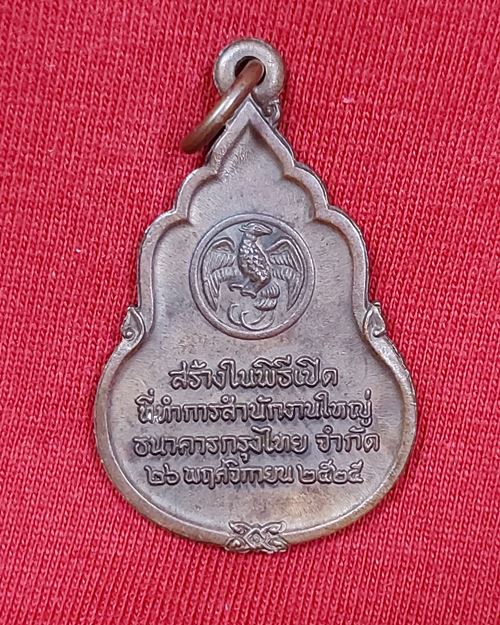 สร้างในพิธีเปิด
ที่ทำการสำนักงานใหญ่
ธนาคารกรุงไทย จำกัด
๒๖ พฤศจิกายน ๒๕๒๕